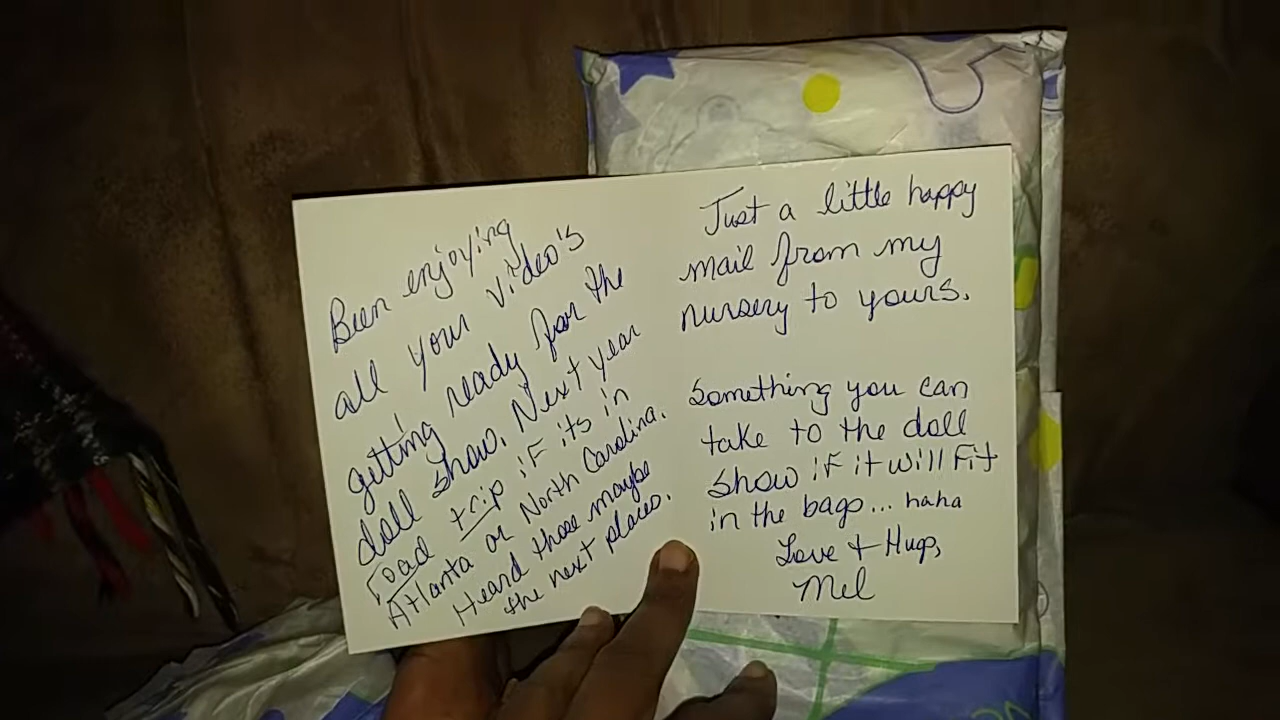 Been enjoying
all your video's
getting ready for the
doll show. Next year
road trip if its in
Atlanta or North Carolina.
Heard those maybe
the next places.
Just a little happy
mail from my
nursery to yours.
Something you can
take to the doll
show if it will fit
in the bags... haha
Love + Hugs,
Mel